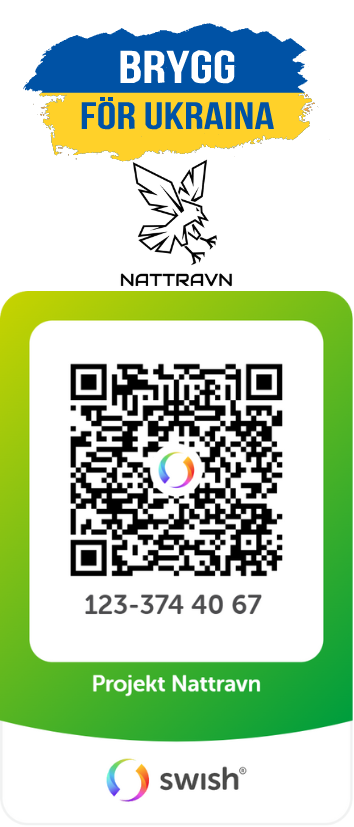 BRYGG
FÖR UKRAINA
NATTRAVN
123-374 40 67
Projekt Nattravn
swish®